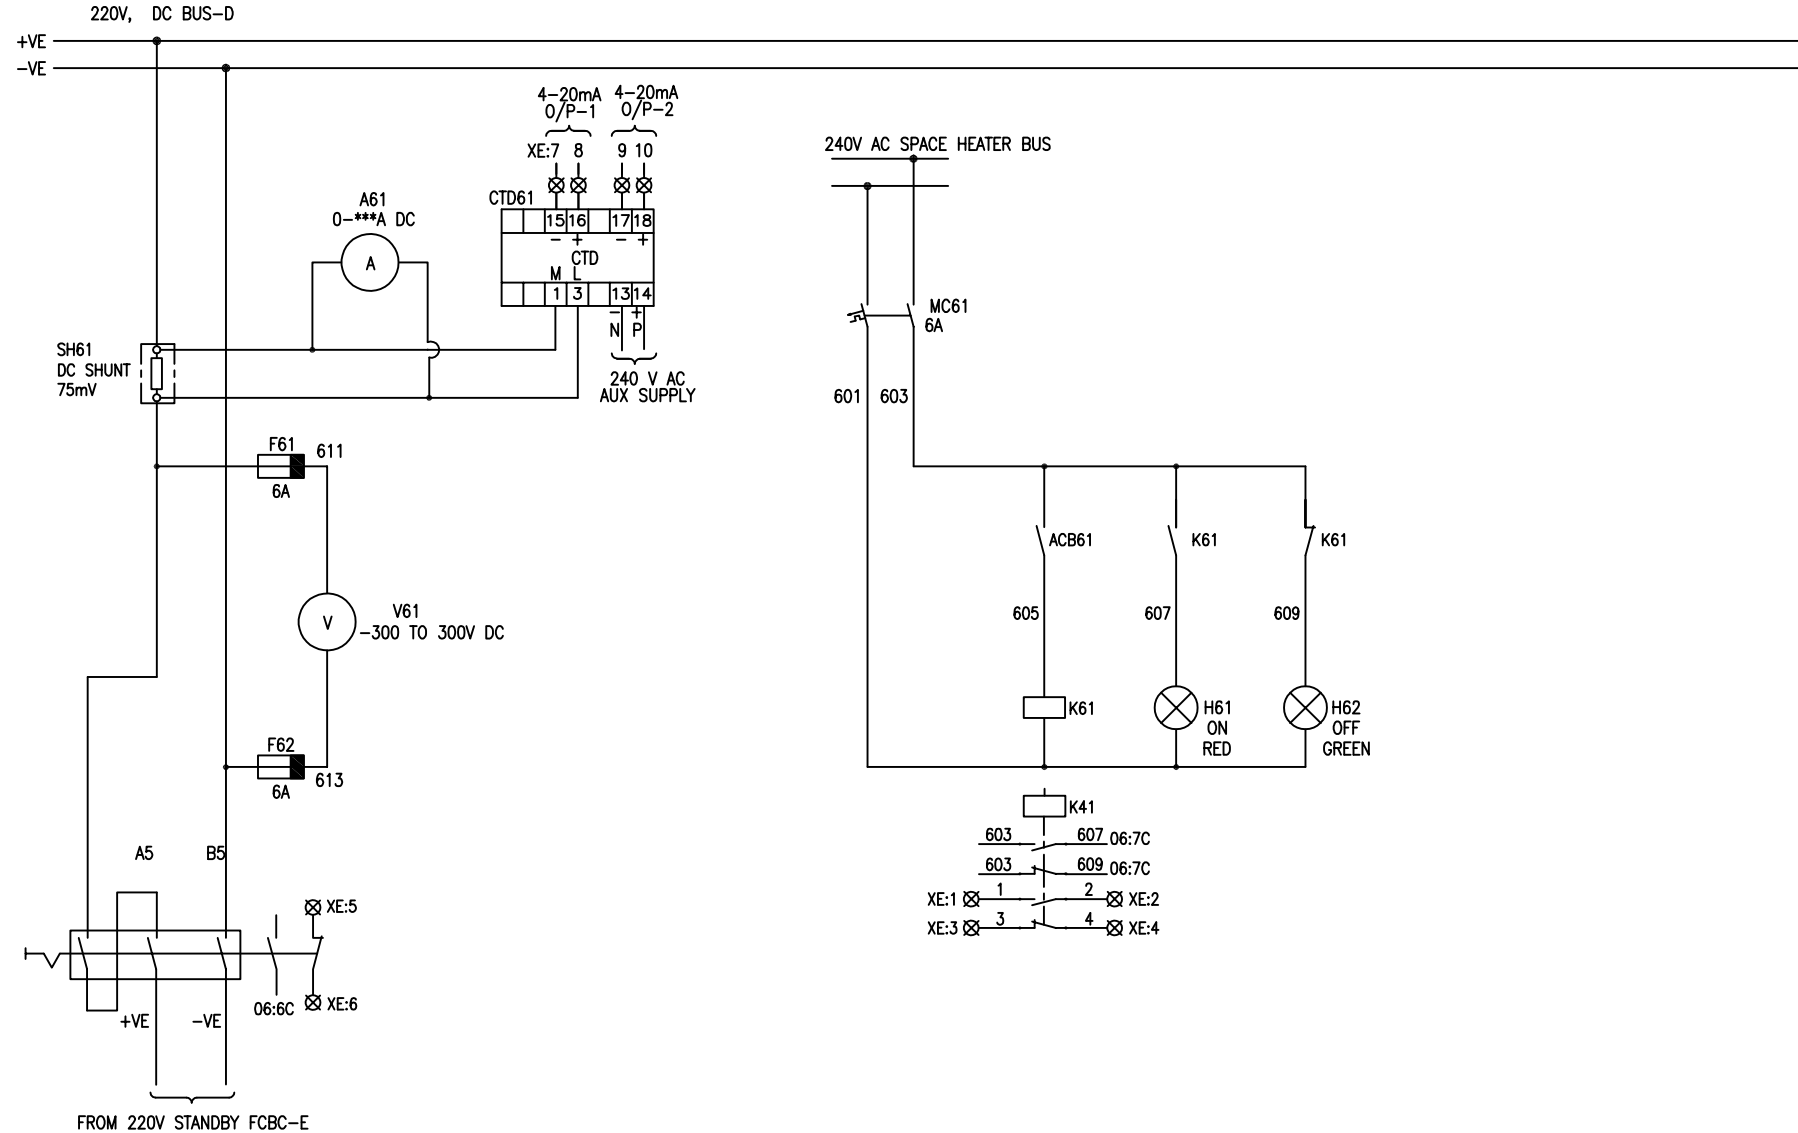 220V, DC BUS-D
+VE
-VE
4-20mA
O/P-1
4-20mA
O/P-2
XE:7 8 9 10
CTD61
15 16 17 18
- + - +
CTD
M L
1 3 13 14
- +
N P
240 V AC
AUX SUPPLY
A61
0-***A DC
A
SH61
DC SHUNT
75mV
F61
611
6A
V
V61
-300 TO 300V DC
F62
613
6A
A5 B5
XE:5
XE:6
06:6C
+VE -VE
FROM 220V STANDBY FCBC-E
240V AC SPACE HEATER BUS
MC61
6A
601 603
ACB61
K61
K61
605
607
609
K61
H61
ON
RED
H62
OFF
GREEN
K41
603 607 06:7C
603 609 06:7C
XE:1 1 2 XE:2
XE:3 3 4 XE:4